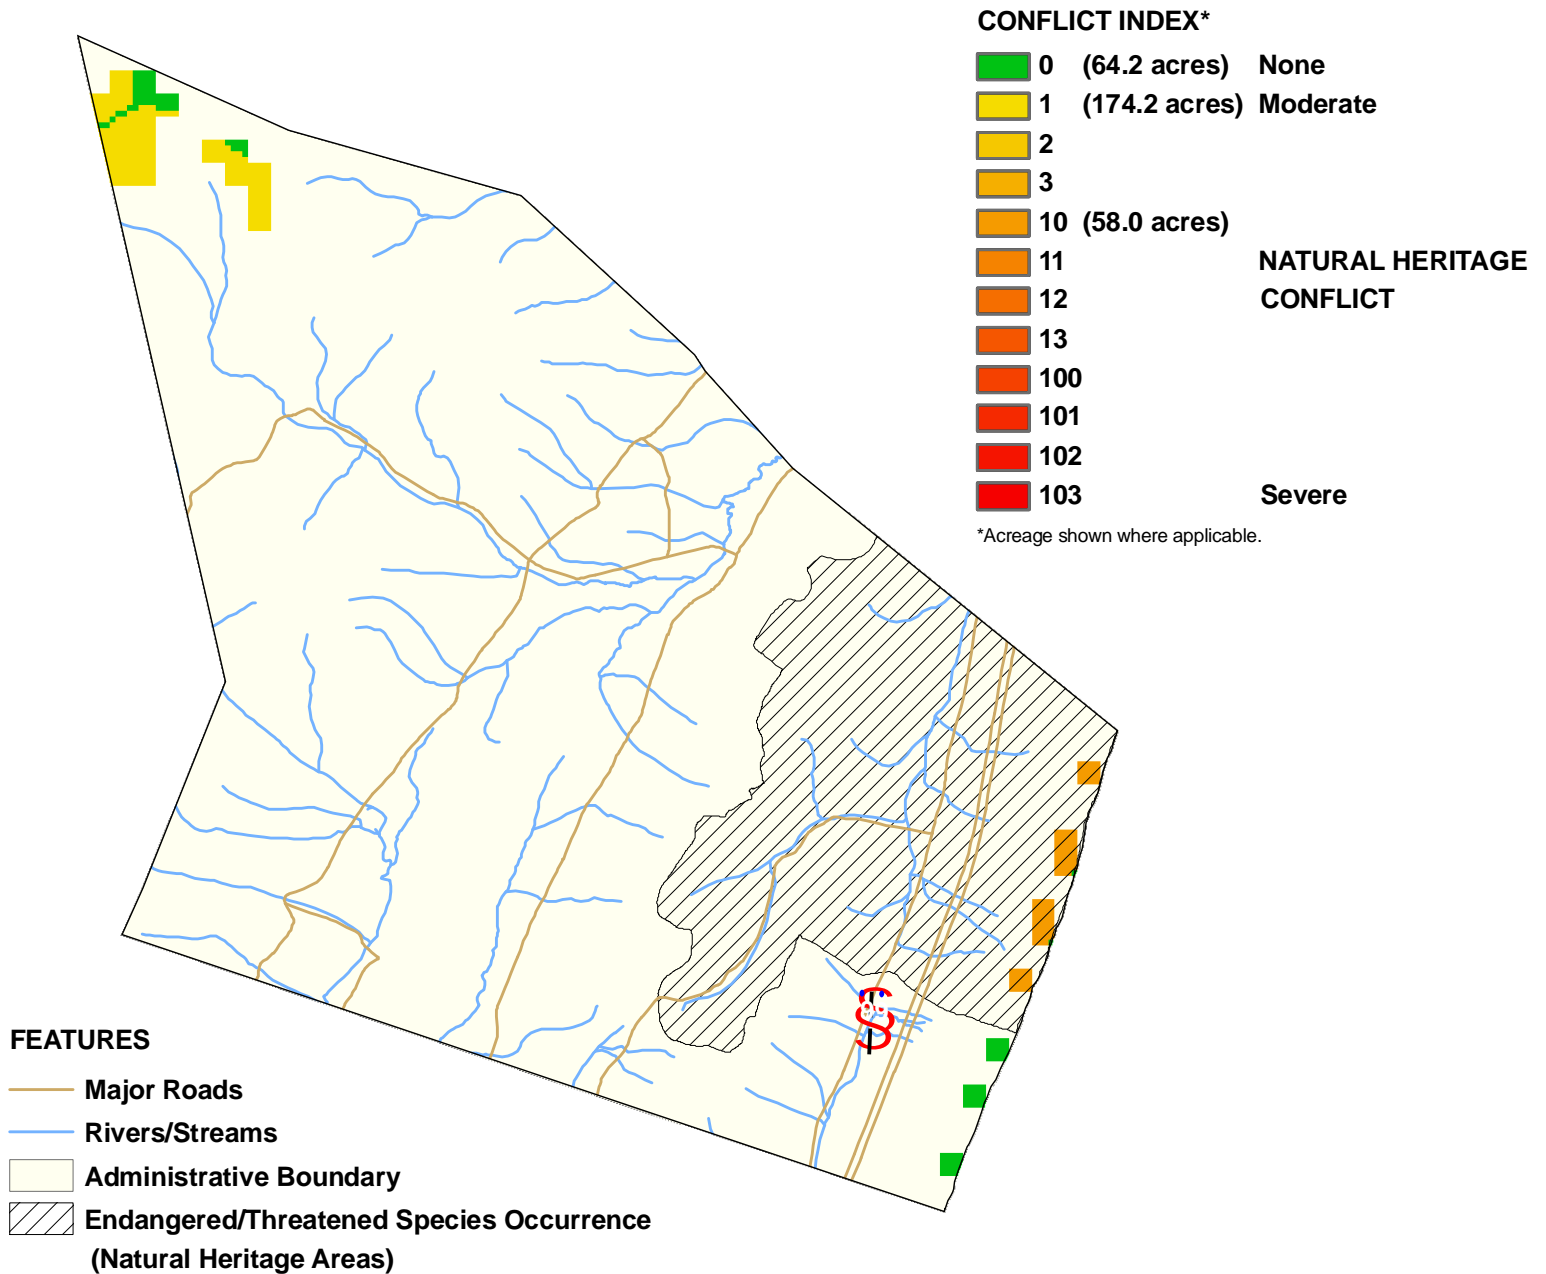 CONFLICT INDEX*
0 (64.2 acres) None
1 (174.2 acres) Moderate
2
3
10 (58.0 acres)
11 NATURAL HERITAGE
12 CONFLICT
13
100
101
102
103 Severe
*Acreage shown where applicable.
FEATURES
Major Roads
Rivers/Streams
Administrative Boundary
Endangered/Threatened Species Occurrence
(Natural Heritage Areas)